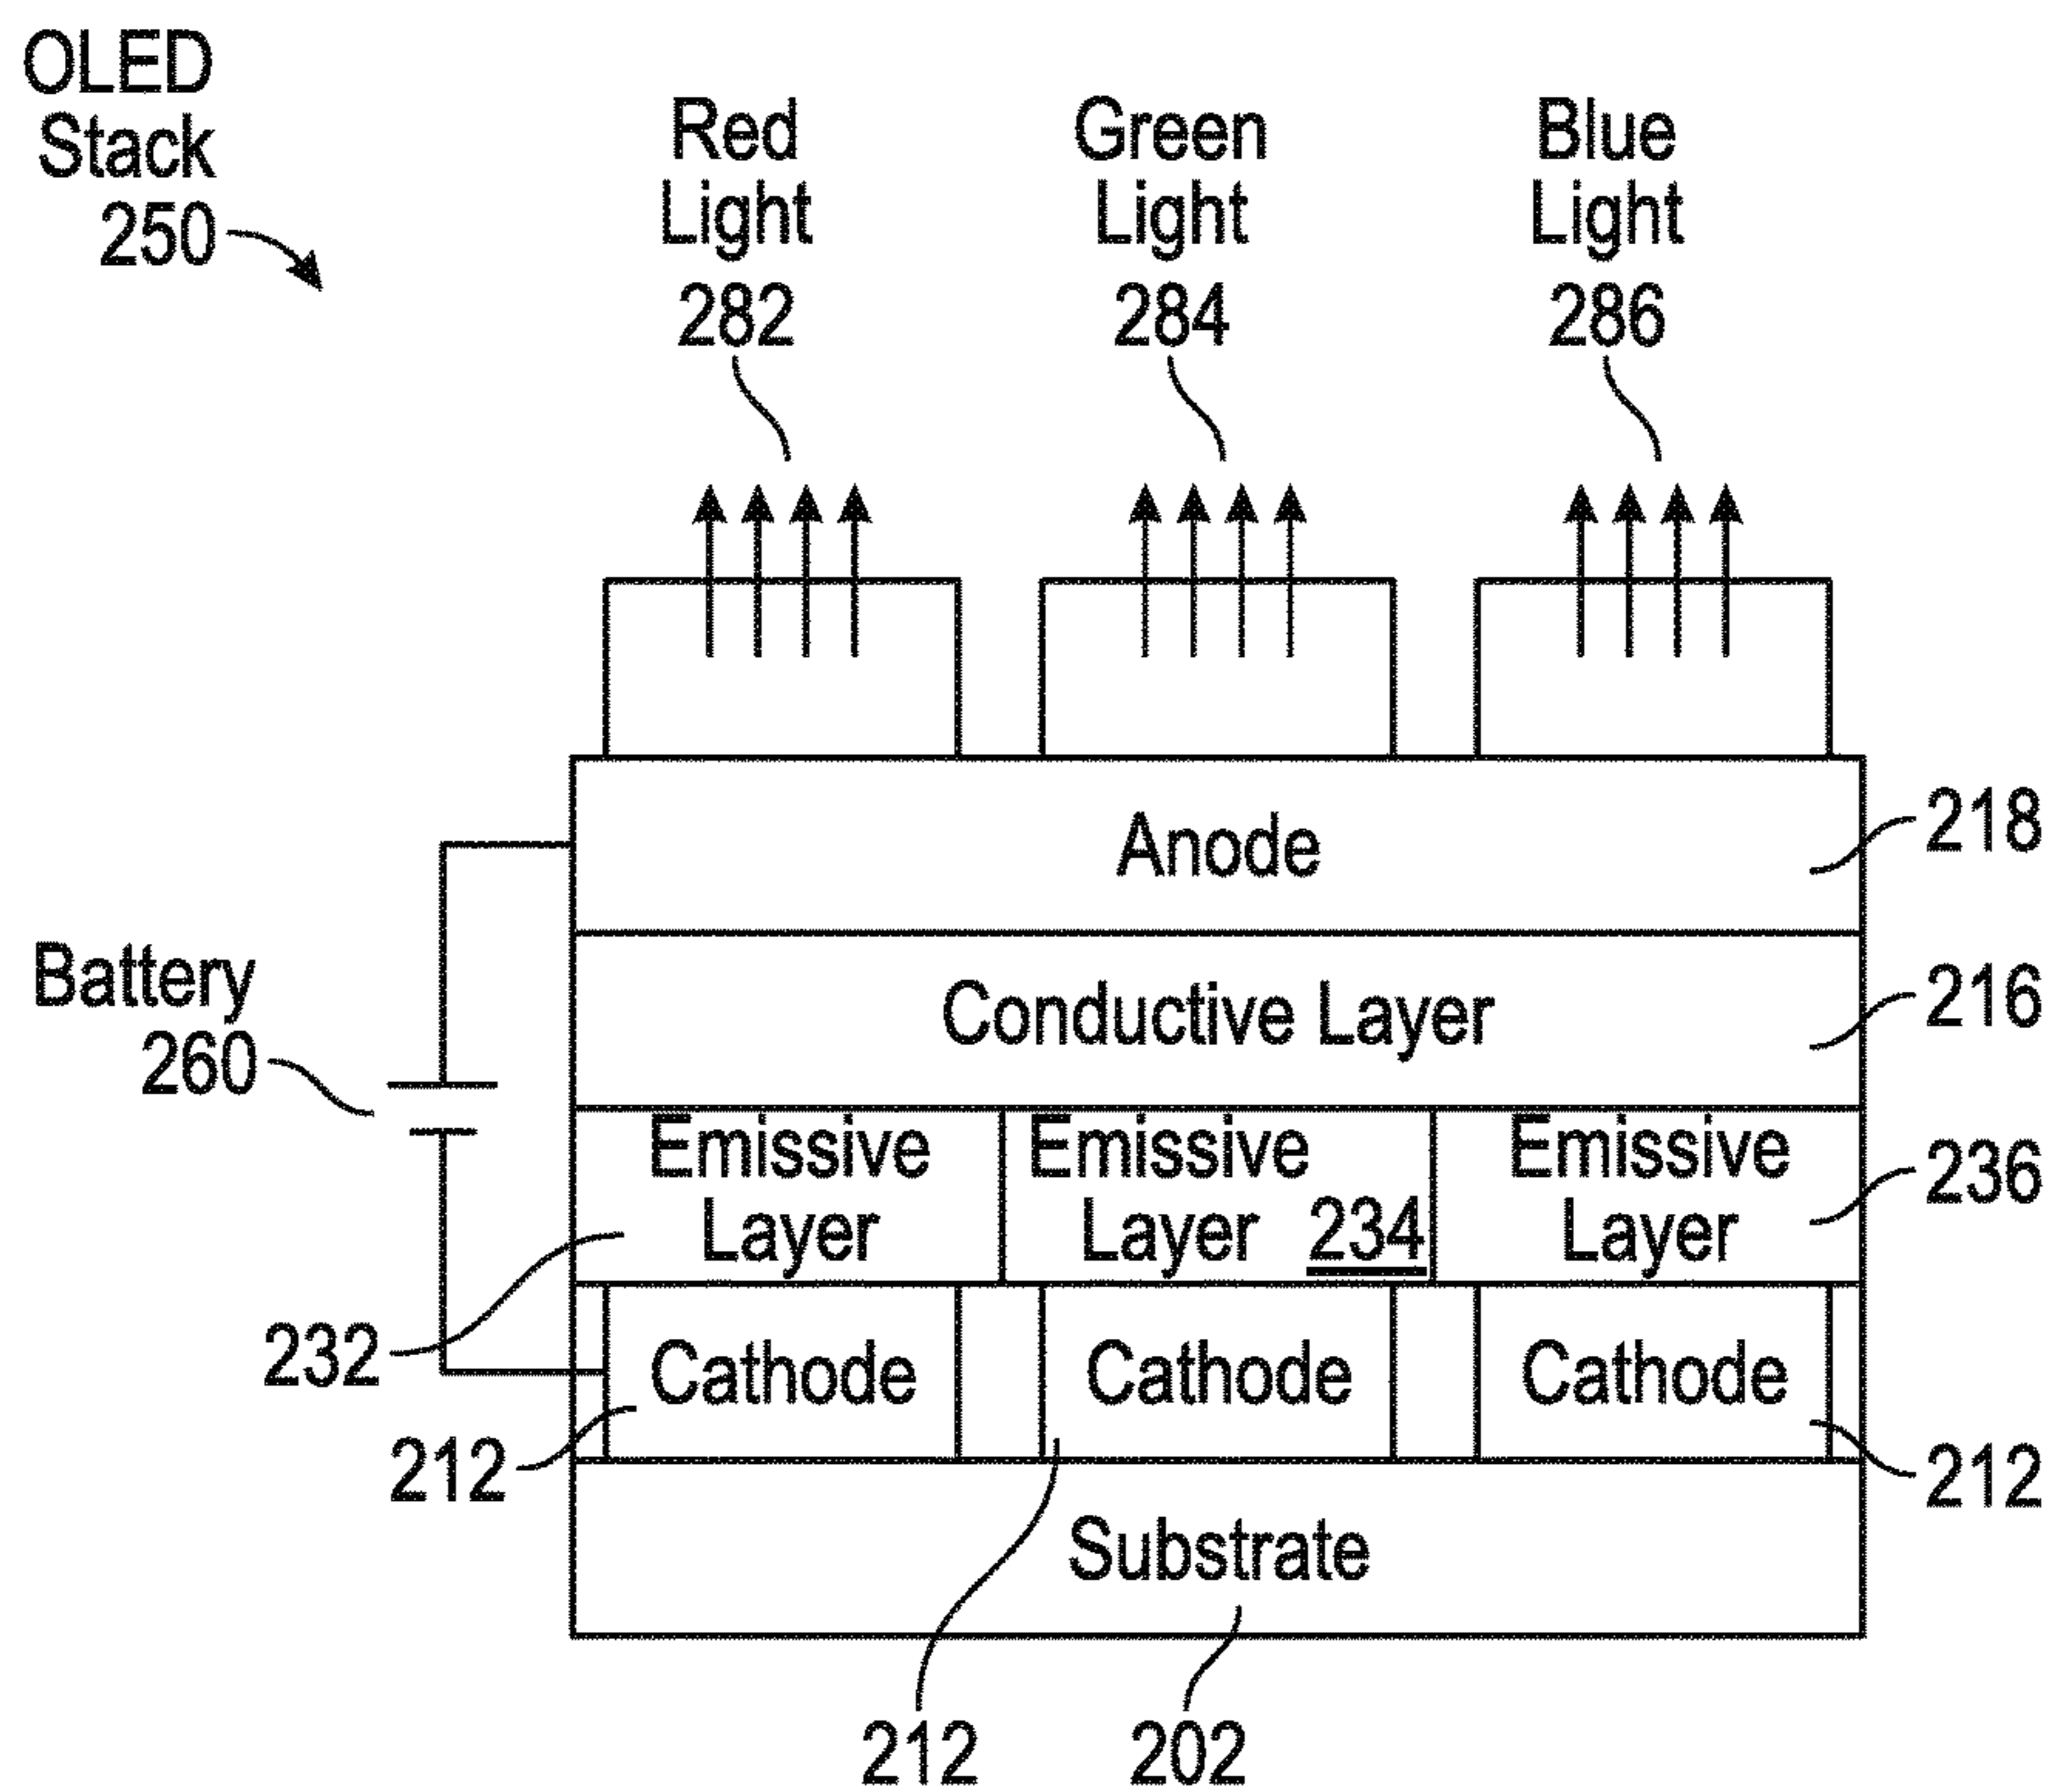 OLED
Stack
250
Red
Light
282
Green
Light
284
Blue
Light
286
Anode
218
Battery
260
Conductive Layer
216
Emissive
Layer
232
Emissive
Layer 234
Emissive
Layer
236
Cathode
212
Cathode
212
Cathode
212
Substrate
202